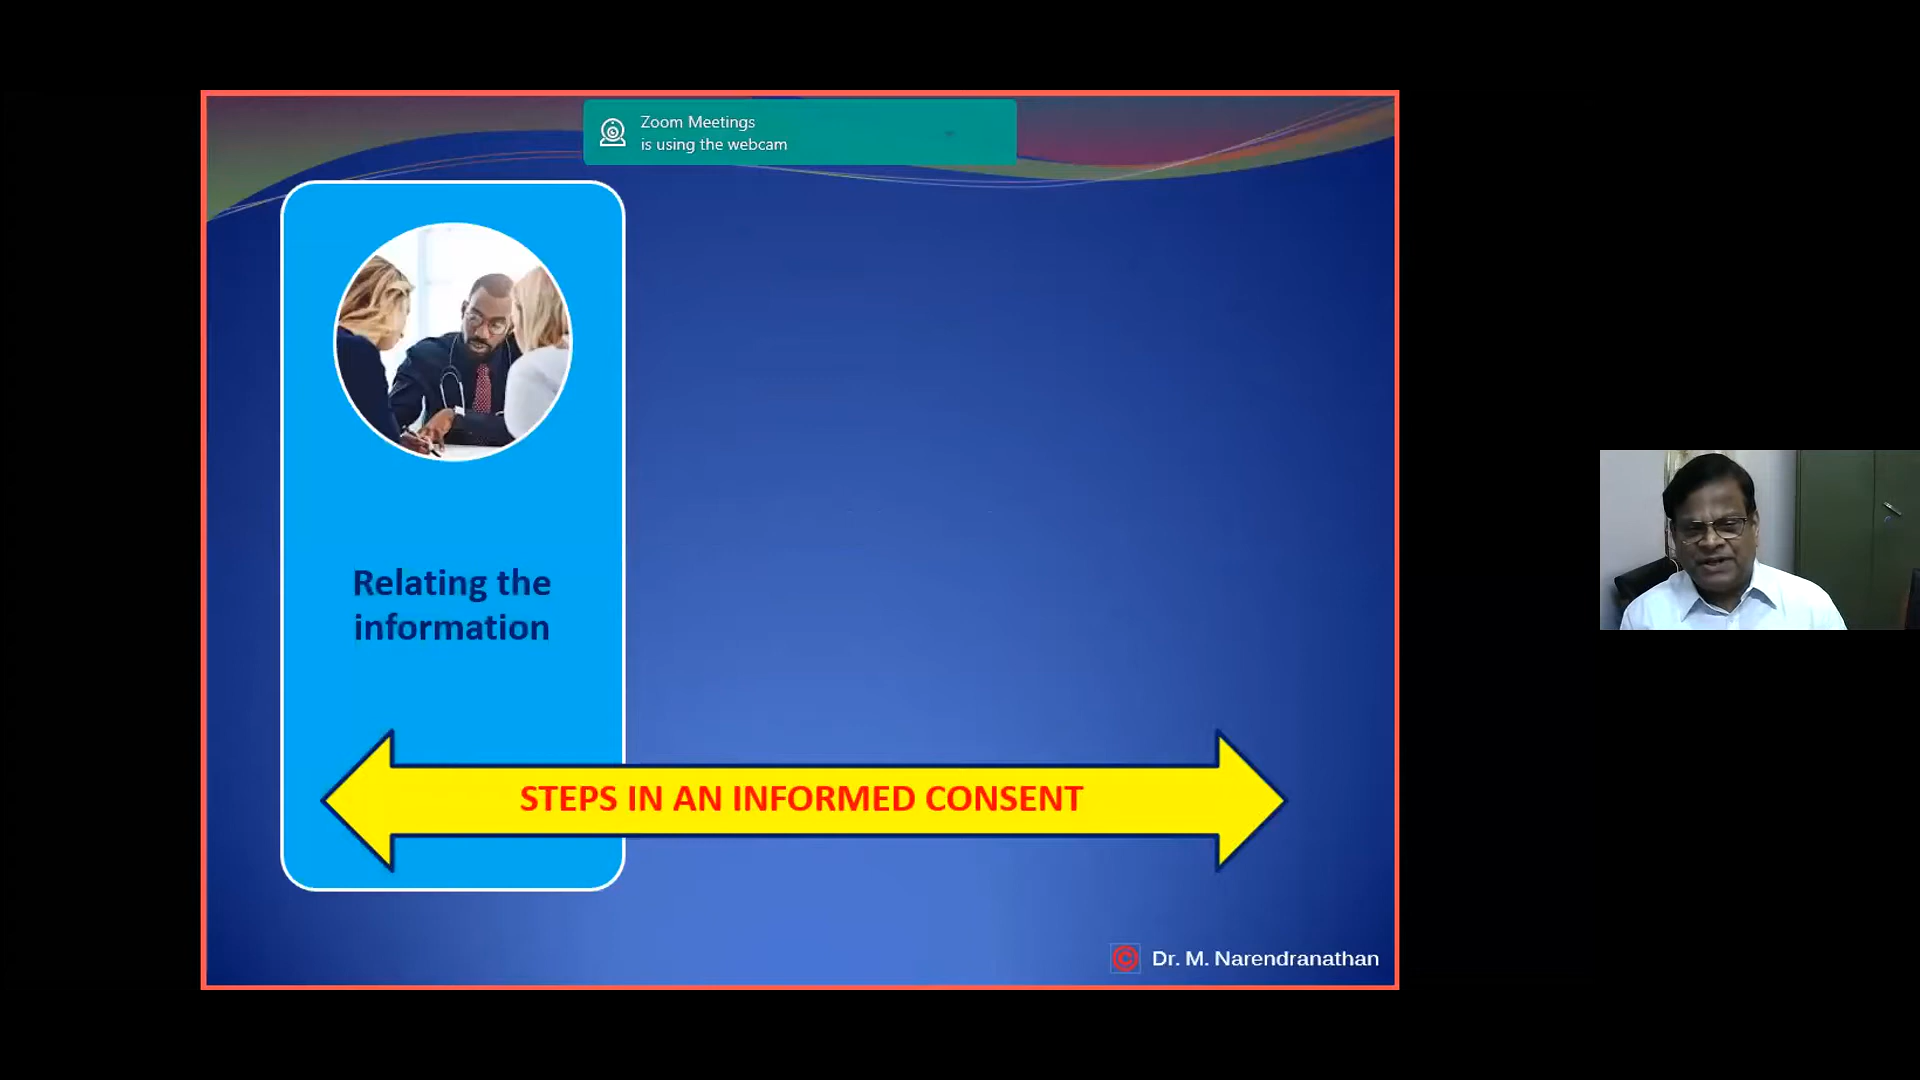 Zoom Meetings
is using the webcam
Relating the
information
STEPS IN AN INFORMED CONSENT
© Dr. M. Narendranathan